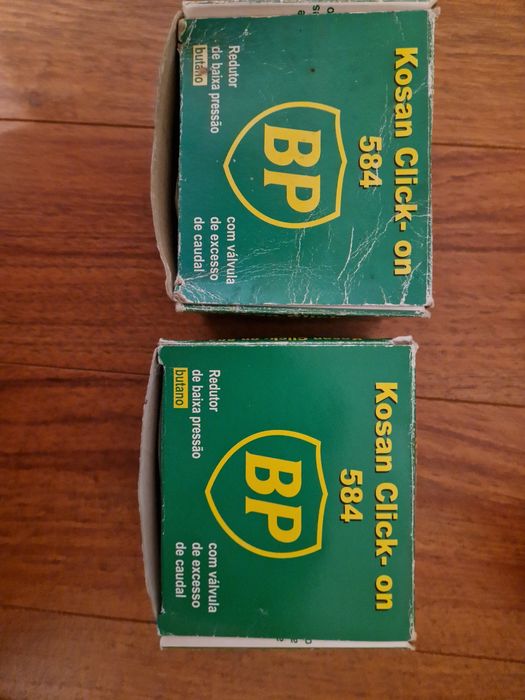 Kosan Click- on
584
BP
Redutor
de baixa pressão
butano
com válvula
de excesso
de caudal
Kosan Click- on
584
BP
Redutor
de baixa pressão
butano
com válvula
de excesso
de caudal